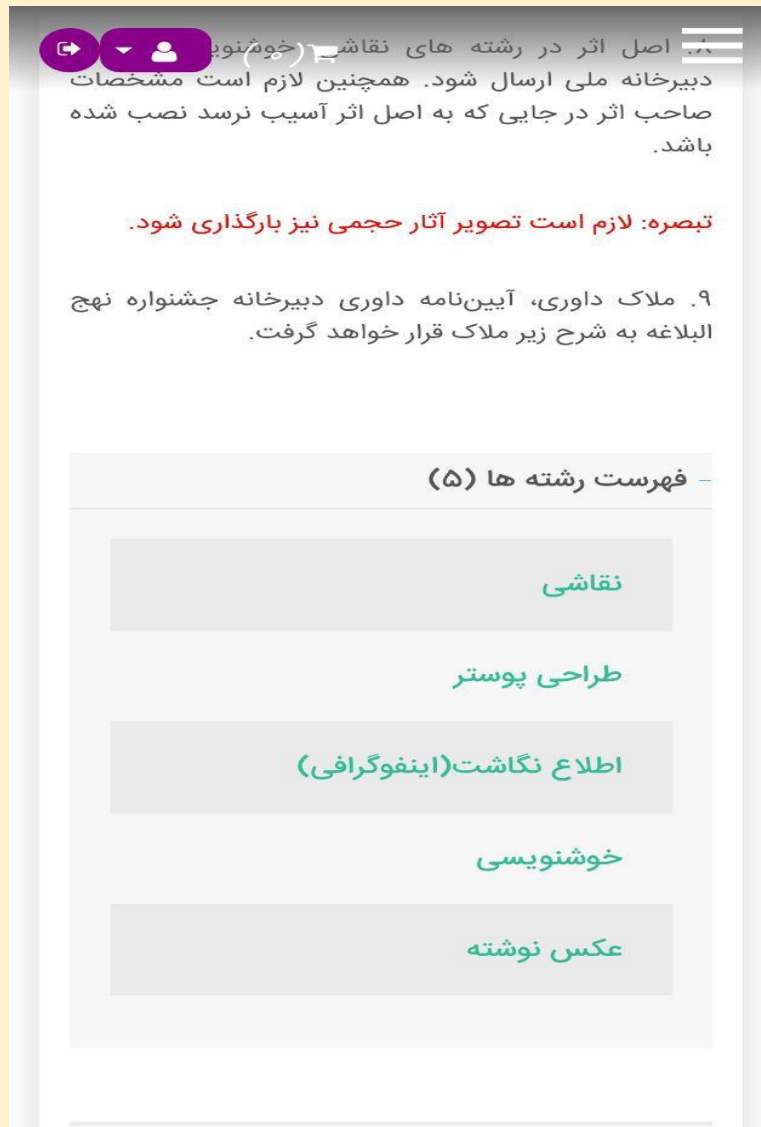 ۸. اصل اثر در رشته های نقاشی- خوشنویـ
دبیرخانه ملی ارسال شود. همچنین لازم است مشخصات
صاحب اثر در جایی که به اصل اثر آسیب نرسد نصب شده
باشد.
تبصره: لازم است تصویر آثار حجمی نیز بارگذاری شود.
۹. ملاک داوری، آیین‌نامه داوری دبیرخانه جشنواره نهج
البلاغه به شرح زیر ملاک قرار خواهد گرفت.
– فهرست رشته ها (۵)
نقاشی
طراحی پوستر
اطلاع نگاشت(اینفوگرافی)
خوشنویسی
عکس نوشته